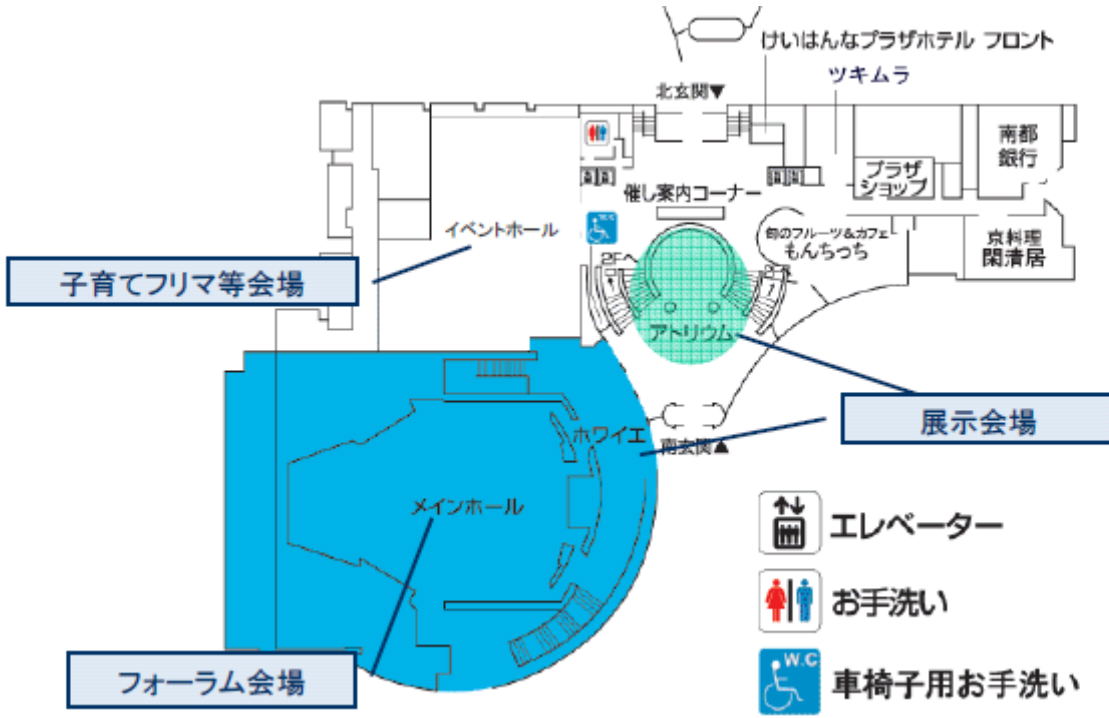 けいはんなプラザホテル フロント
ツキムラ
北玄関▼
南都
銀行
プラザ
ショップ
催し案内コーナー
イベントホール
旬のフルーツ&カフェ
もんちっち
京料理
閑清居
2Fへ
子育てフリマ等会場
アトリウム
展示会場
ホワイエ
南玄関▲
メインホール
エレベーター
お手洗い
フォーラム会場
W.C
車椅子用お手洗い